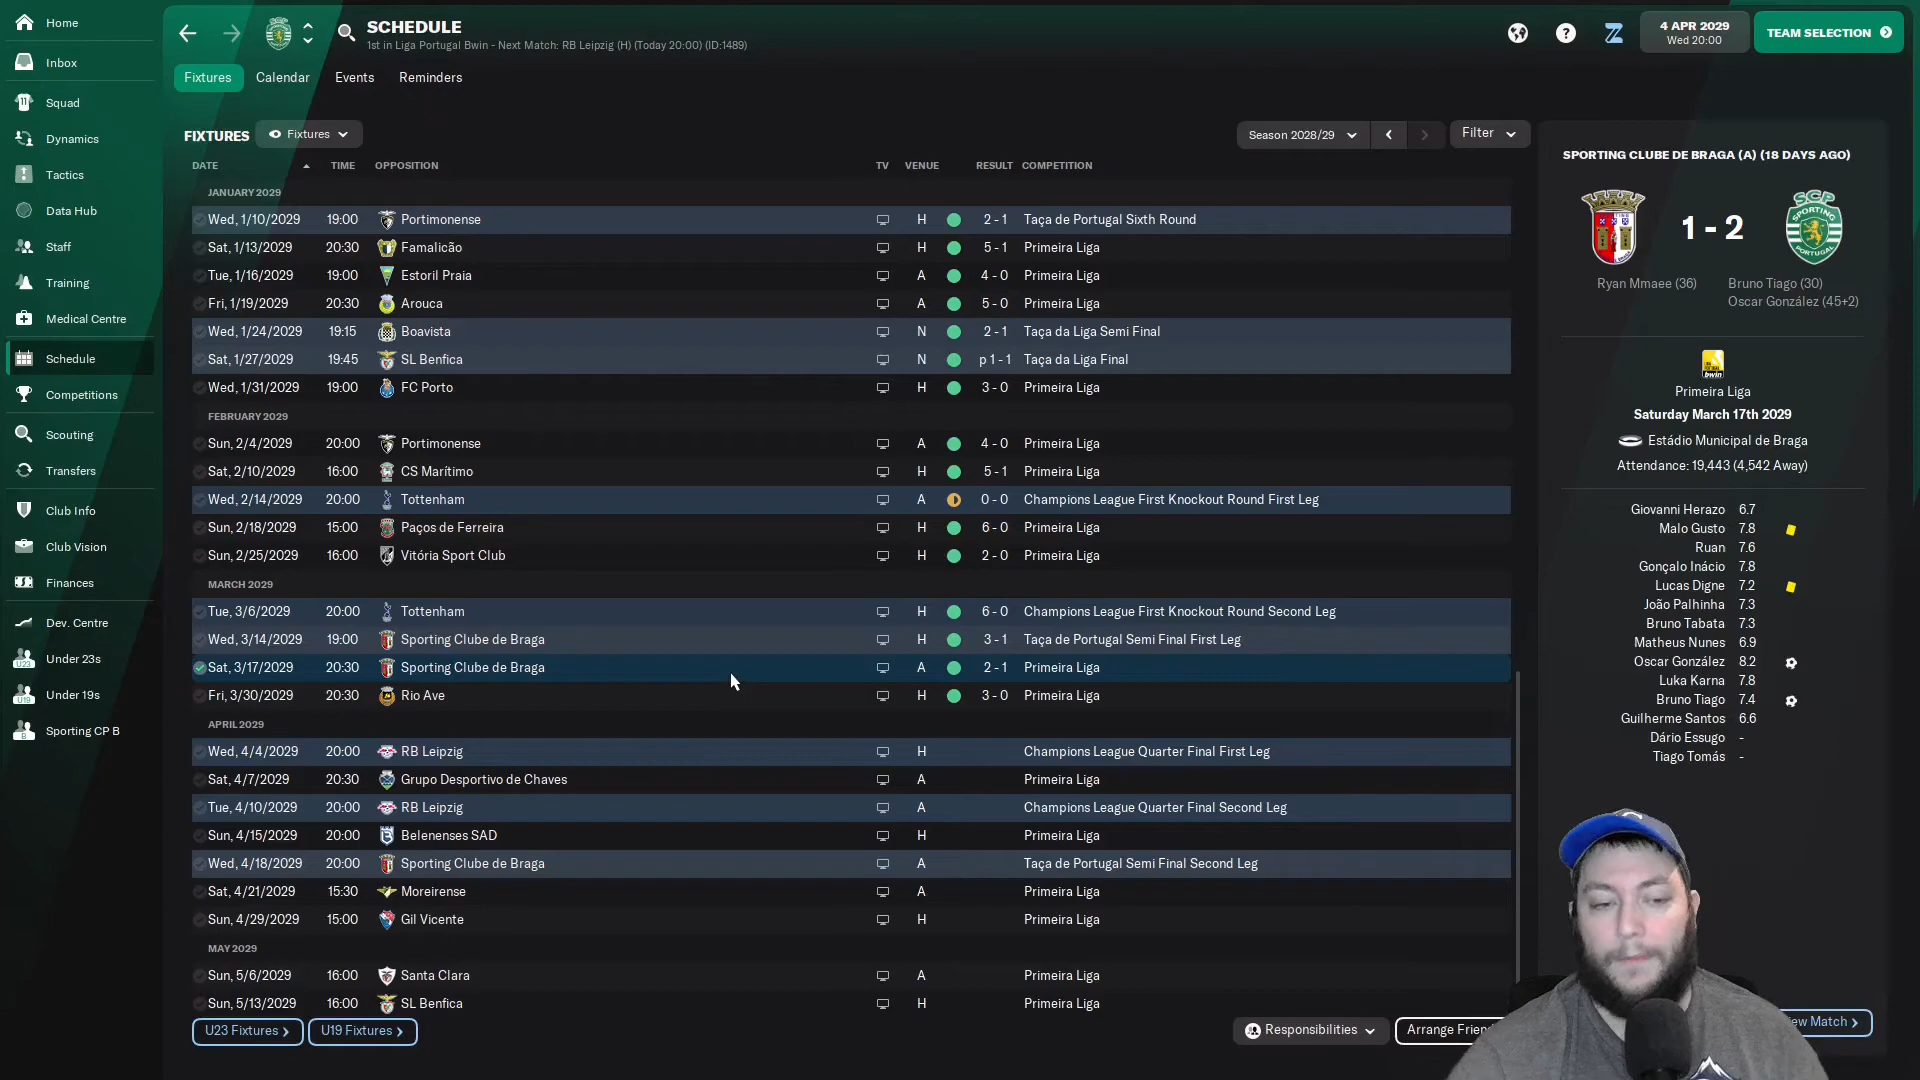 Home
Inbox
Squad
Dynamics
Tactics
Data Hub
Staff
Training
Medical Centre
Schedule
Competitions
Scouting
Transfers
Club Info
Club Vision
Finances
Dev. Centre
Under 23s
Under 19s
Sporting CP B
SCHEDULE
1st in Liga Portugal Bwin - Next Match: RB Leipzig (H) (Today 20:00) (ID:1489)
4 APR 2029
Wed 20:00
TEAM SELECTION
Fixtures Calendar Events Reminders
FIXTURES Fixtures Season 2028/29 Filter
DATE TIME OPPOSITION TV VENUE RESULT COMPETITION
JANUARY 2029
Wed, 1/10/2029 19:00 Portimonense H 2 - 1 Taça de Portugal Sixth Round
Sat, 1/13/2029 20:30 Famalicão H 5 - 1 Primeira Liga
Tue, 1/16/2029 19:00 Estoril Praia A 4 - 0 Primeira Liga
Fri, 1/19/2029 20:30 Arouca A 5 - 0 Primeira Liga
Wed, 1/24/2029 19:15 Boavista N 2 - 1 Taça da Liga Semi Final
Sat, 1/27/2029 19:45 SL Benfica N p 1 - 1 Taça da Liga Final
Wed, 1/31/2029 19:00 FC Porto H 3 - 0 Primeira Liga
FEBRUARY 2029
Sun, 2/4/2029 20:00 Portimonense A 4 - 0 Primeira Liga
Sat, 2/10/2029 16:00 CS Marítimo H 5 - 1 Primeira Liga
Wed, 2/14/2029 20:00 Tottenham A 0 - 0 Champions League First Knockout Round First Leg
Sun, 2/18/2029 15:00 Paços de Ferreira H 6 - 0 Primeira Liga
Sun, 2/25/2029 16:00 Vitória Sport Club H 2 - 0 Primeira Liga
MARCH 2029
Tue, 3/6/2029 20:00 Tottenham H 6 - 0 Champions League First Knockout Round Second Leg
Wed, 3/14/2029 19:00 Sporting Clube de Braga H 3 - 1 Taça de Portugal Semi Final First Leg
Sat, 3/17/2029 20:30 Sporting Clube de Braga A 2 - 1 Primeira Liga
Fri, 3/30/2029 20:30 Rio Ave H 3 - 0 Primeira Liga
APRIL 2029
Wed, 4/4/2029 20:00 RB Leipzig H Champions League Quarter Final First Leg
Sat, 4/7/2029 20:30 Grupo Desportivo de Chaves A Primeira Liga
Tue, 4/10/2029 20:00 RB Leipzig A Champions League Quarter Final Second Leg
Sun, 4/15/2029 20:00 Belenenses SAD H Primeira Liga
Wed, 4/18/2029 20:00 Sporting Clube de Braga A Taça de Portugal Semi Final Second Leg
Sat, 4/21/2029 15:30 Moreirense A Primeira Liga
Sun, 4/29/2029 15:00 Gil Vicente H Primeira Liga
MAY 2029
Sun, 5/6/2029 16:00 Santa Clara A Primeira Liga
Sun, 5/13/2029 16:00 SL Benfica H Primeira Liga
U23 Fixtures U19 Fixtures Responsibilities Arrange
SPORTING CLUBE DE BRAGA (A) (18 DAYS AGO)
1 - 2
SCP
SPORTING
PORTUGAL
Ryan Mmaee (36) Bruno Tiago (30)
Oscar González (45+2)
bwin
Primeira Liga
Saturday March 17th 2029
Estádio Municipal de Braga
Attendance: 19,443 (4,542 Away)
Giovanni Herazo 6.7
Malo Gusto 7.8
Ruan 7.6
Gonçalo Inácio 7.8
Lucas Digne 7.2
João Palhinha 7.3
Bruno Tabata 7.3
Matheus Nunes 6.9
Oscar González 8.2
Luka Karna 7.8
Bruno Tiago 7.4
Guilherme Santos 6.6
Dário Essugo -
Tiago Tomás -
Match